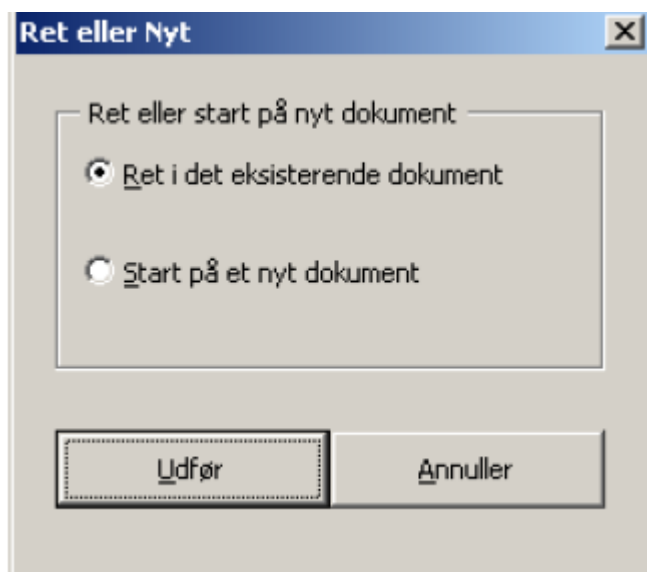 Ret eller Nyt
Ret eller start på nyt dokument
Ret i det eksisterende dokument
Start på et nyt dokument
Udfør Annuller